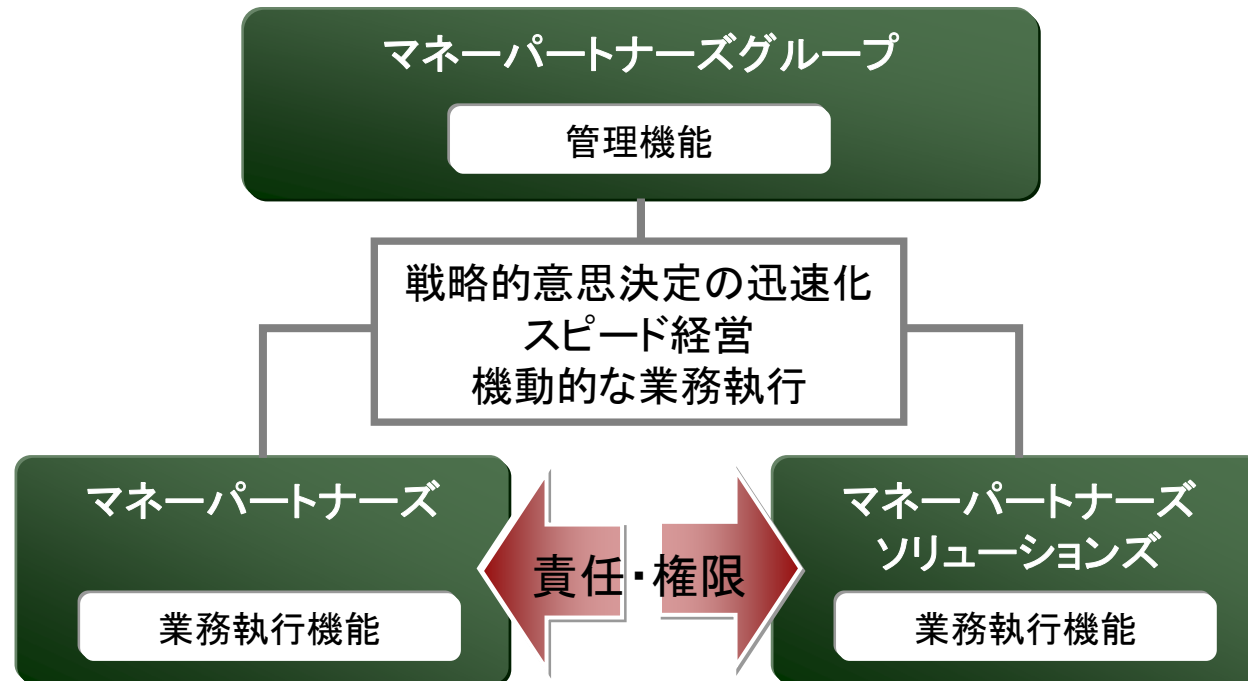 マネーパートナーズグループ
管理機能
戦略的意思決定の迅速化
スピード経営
機動的な業務執行
マネーパートナーズ
業務執行機能
責任・権限
マネーパートナーズ
ソリューションズ
業務執行機能